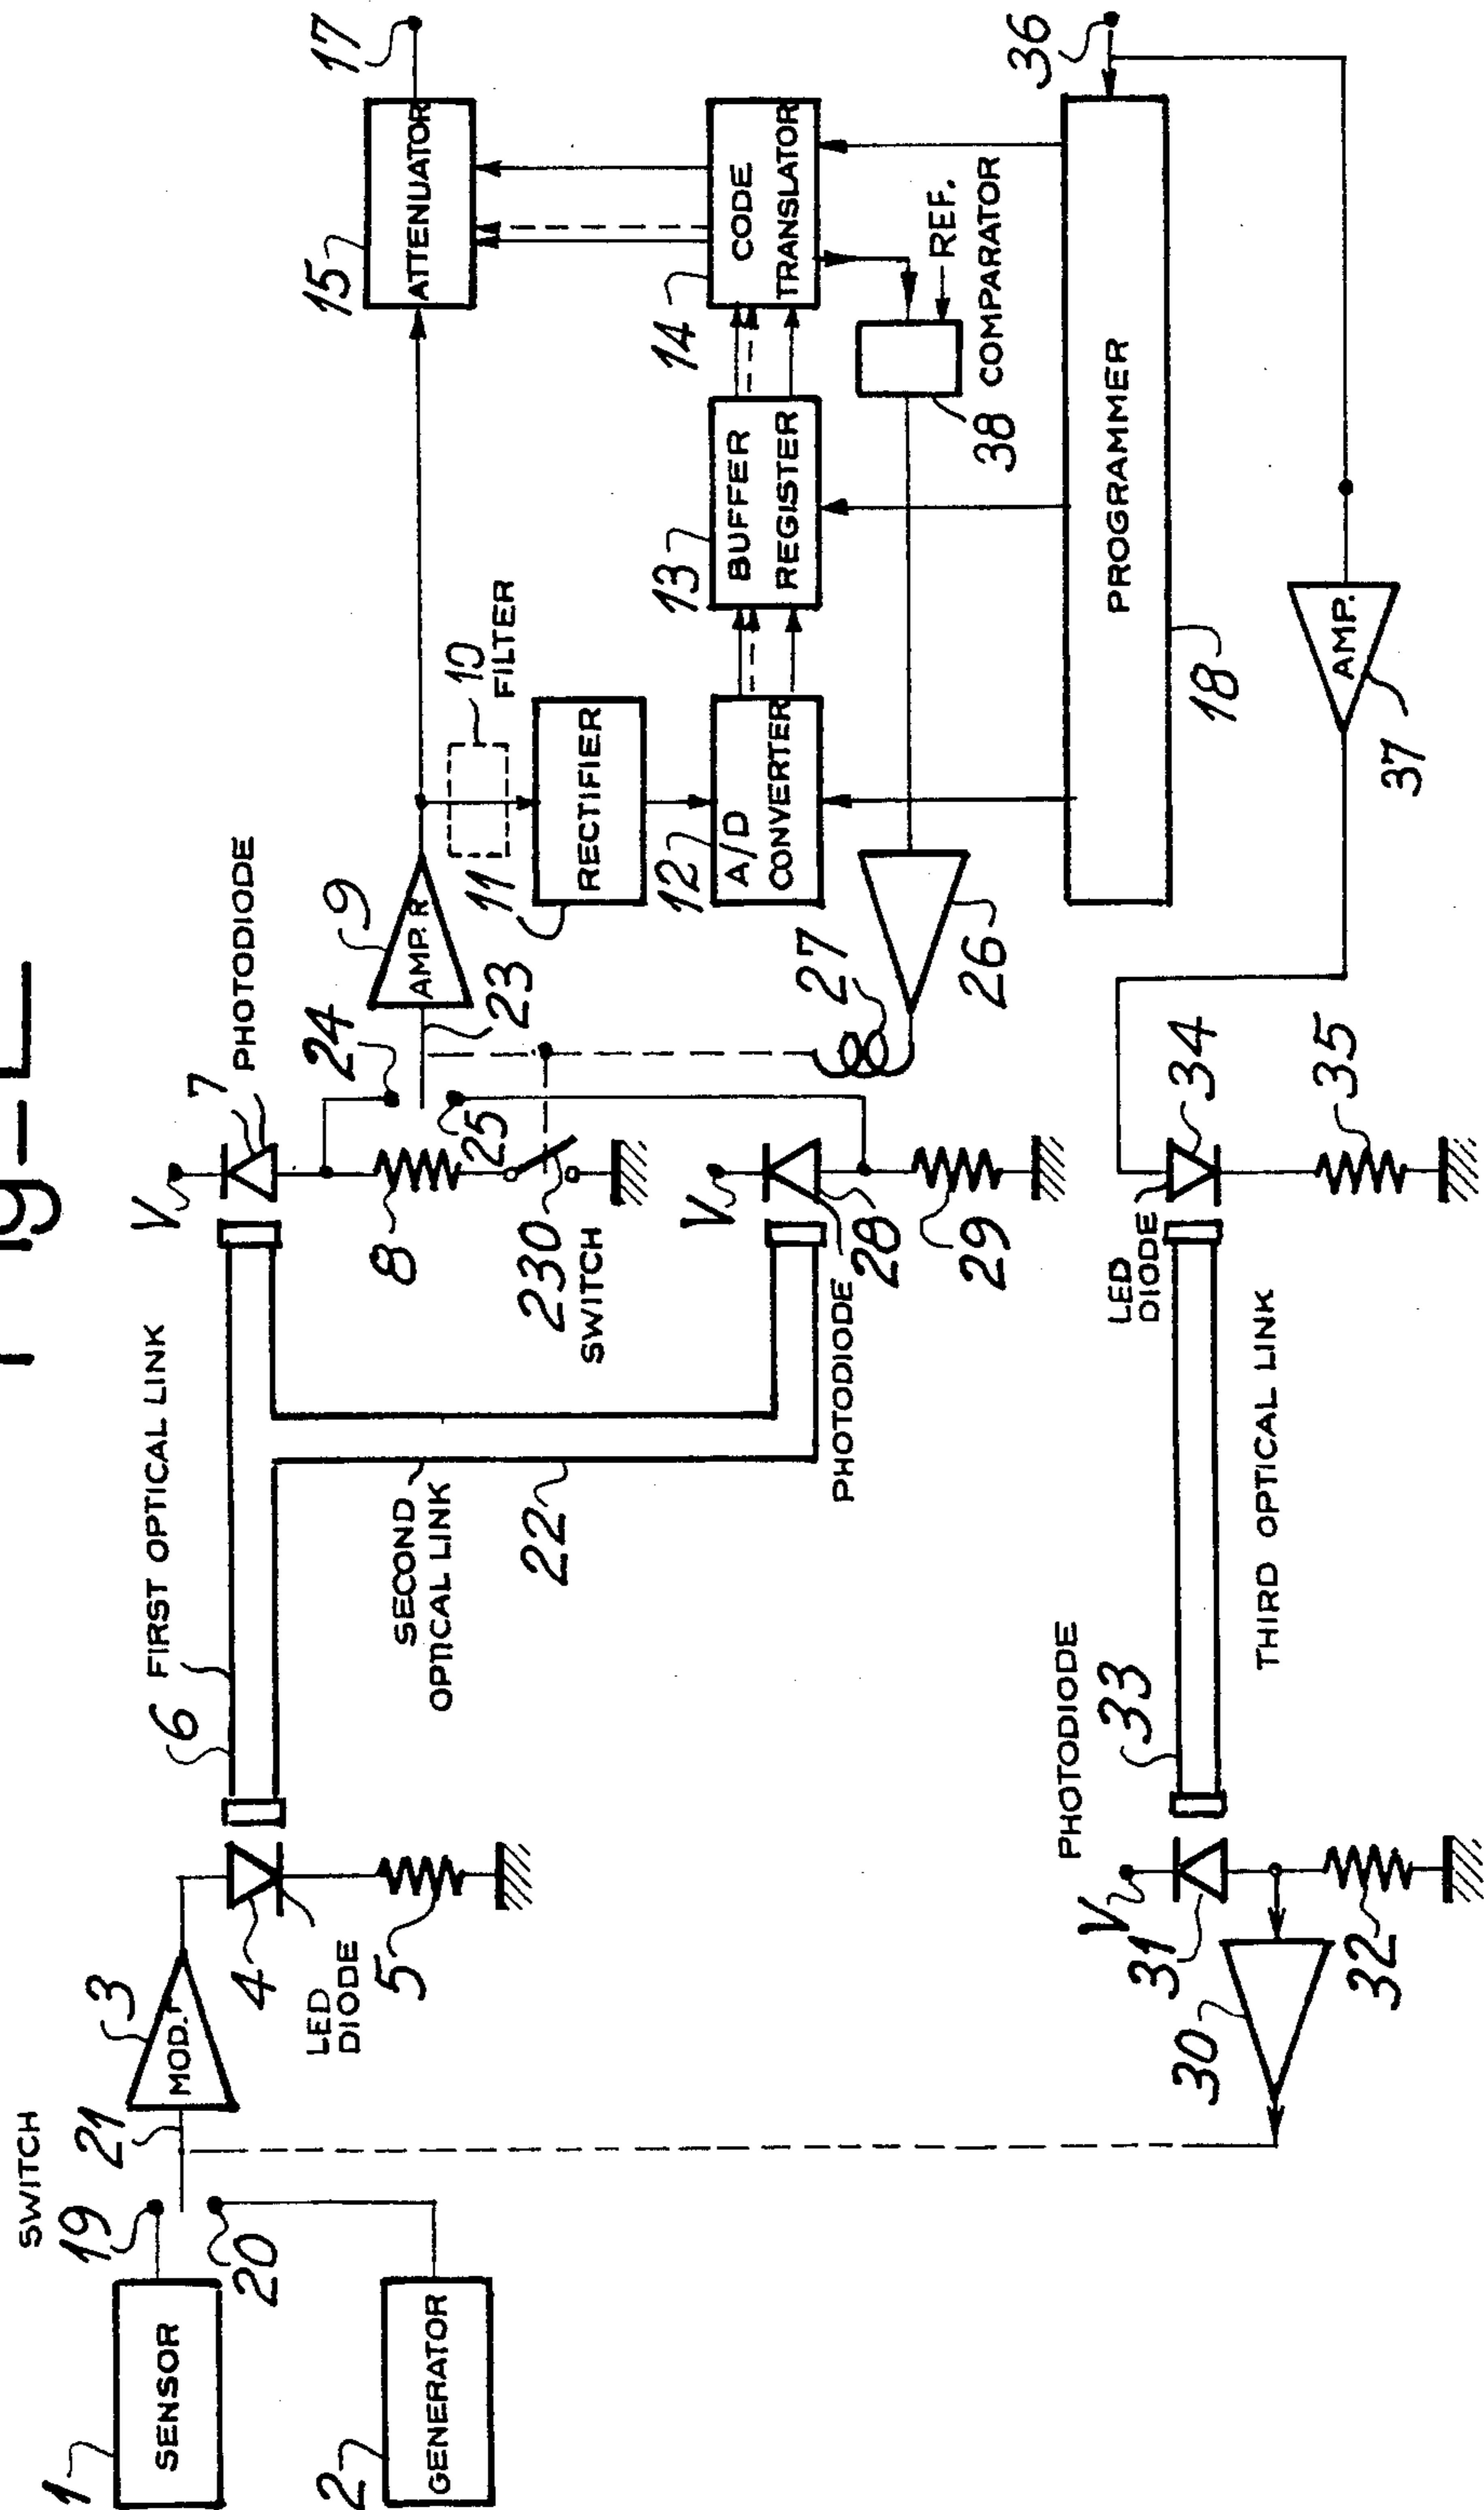 SWITCH
19
21
3
MOD.T
1
SENSOR
20
2
GENERATOR
4
LED
DIODE
5
6
FIRST OPTICAL LINK
SECOND
OPTICAL LINK
22
V
7
PHOTODIODE
8
24
23
25
230
SWITCH
V
28
PHOTODIODE
29
9
AMP. R
10
FILTER
11
RECTIFIER
12
A/D
CONVERTER
13
BUFFER
REGISTER
14
CODE
TRANSLATOR
15
ATTENUATOR
17
REF.
COMPARATOR
38
26
27
PROGRAMMER
18
36
37
AMP.
LED
DIODE
34
35
THIRD OPTICAL LINK
33
PHOTODIODE
V
31
32
30